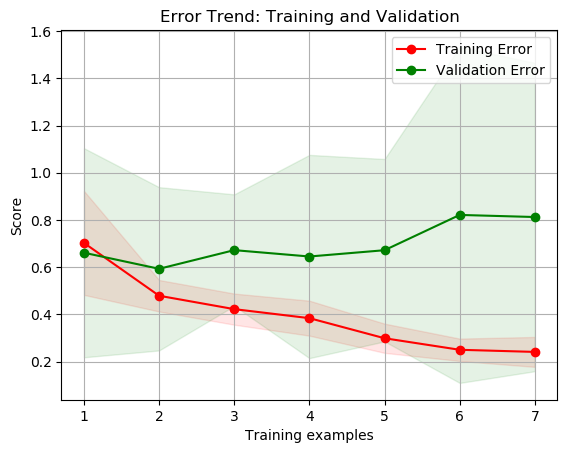 Error Trend: Training and Validation
Training Error
Validation Error
Score
1.6
1.4
1.2
1.0
0.8
0.6
0.4
0.2
1 2 3 4 5 6 7
Training examples